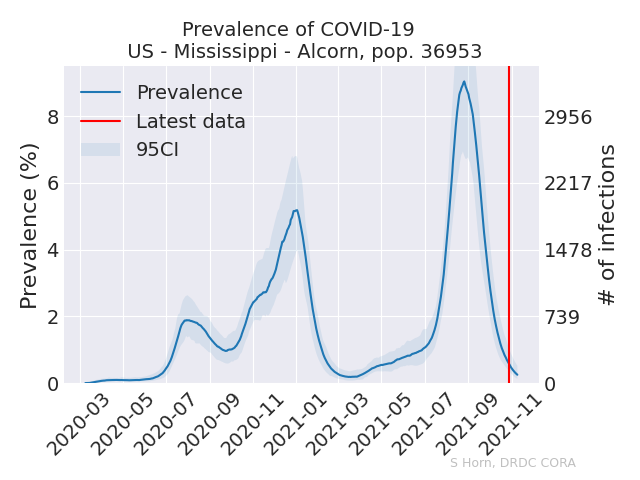 Prevalence of COVID-19
US - Mississippi - Alcorn, pop. 36953
Prevalence
Latest data
95CI
Prevalence (%)
8
6
4
2
0
2956
2217
1478
739
0
# of infections
2020-03
2020-05
2020-07
2020-09
2020-11
2021-01
2021-03
2021-05
2021-07
2021-09
2021-11
S Horn, DRDC CORA